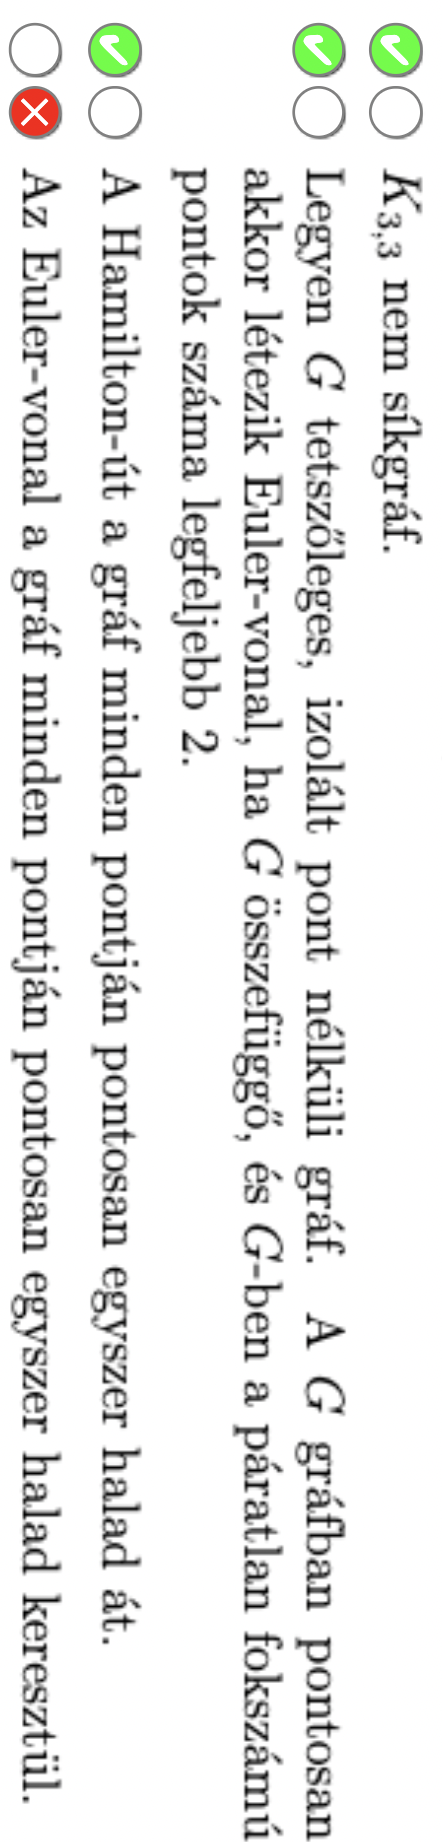 K3,3 nem síkgráf.
Legyen G tetszőleges, izolált pont nélküli gráf. A G gráfban pontosan
akkor létezik Euler-vonal, ha G összefüggő, és G-ben a páratlan fokszámú
pontok száma legfeljebb 2.
A Hamilton-út a gráf minden pontján pontosan egyszer halad át.
Az Euler-vonal a gráf minden pontján pontosan egyszer halad keresztül.